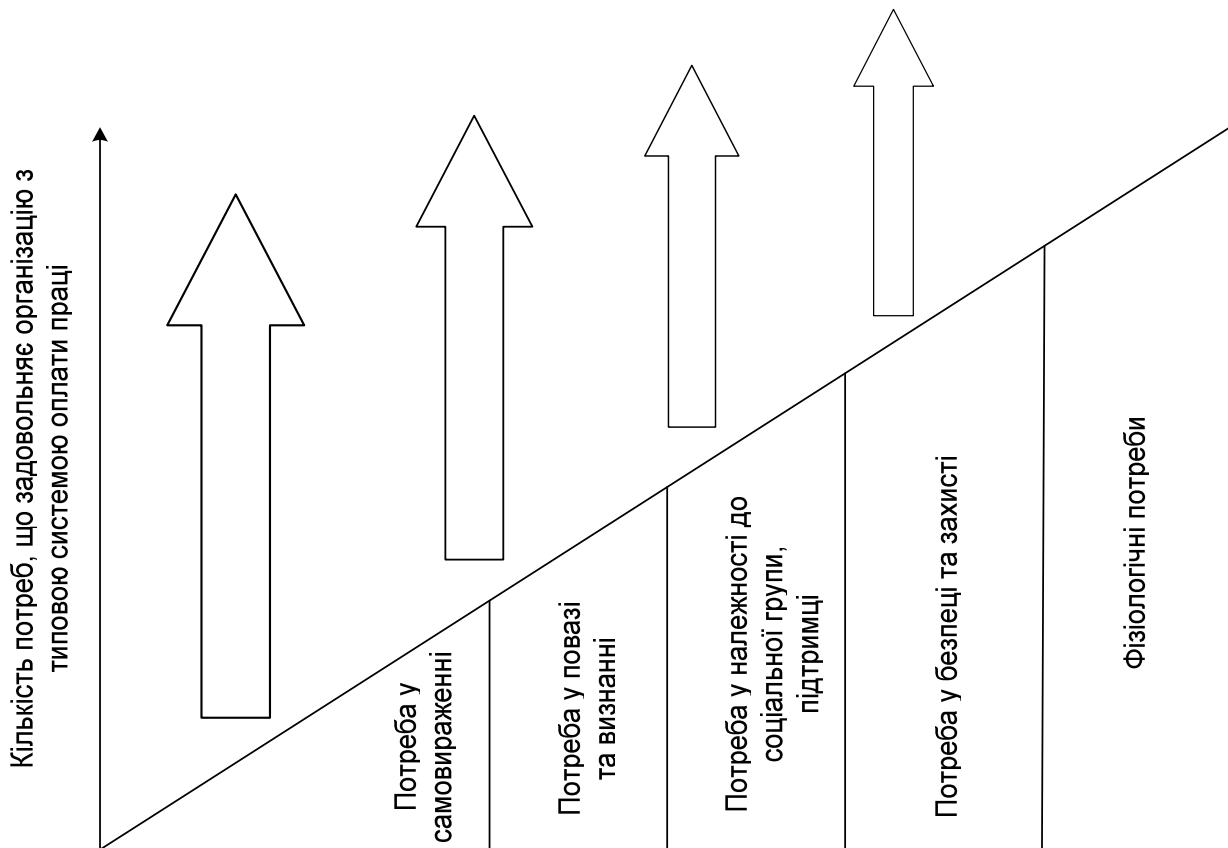 Кількість потреб, що задовольняє організацію з
типовою системою оплати праці
Потреба у
самовираженні
Потреба у повазі
та визнанні
Потреба у належності до
соціальної групи,
підтримці
Потреба у безпеці та захисті
Фізіологічні потреби